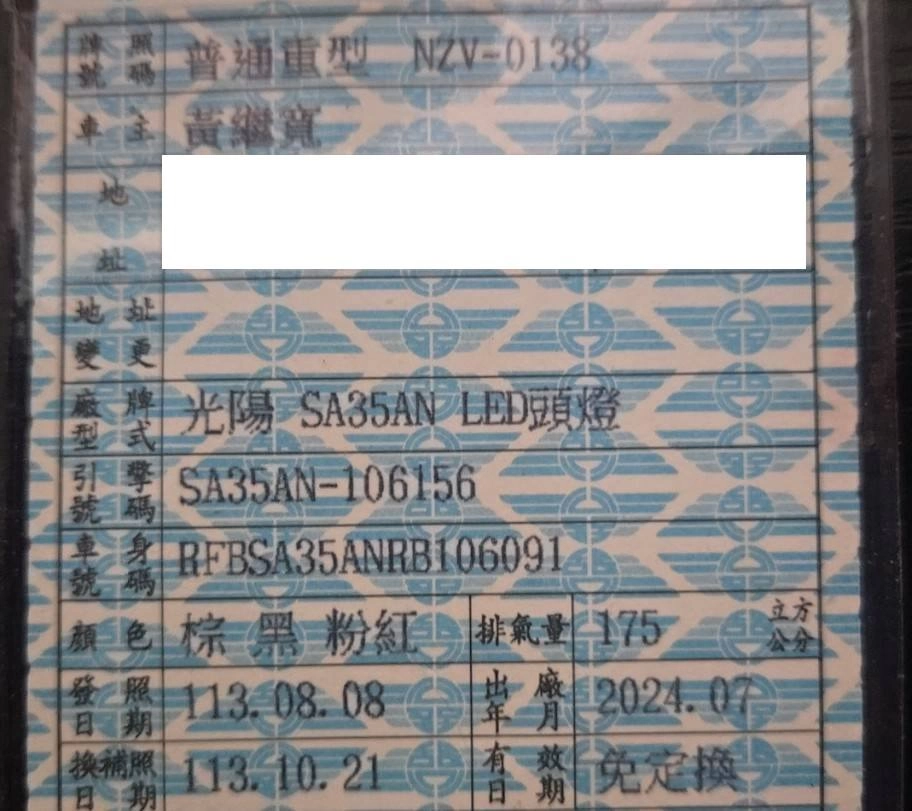 牌照號碼 普通重型 NZV-0138
車主 黃繼寬
地址
地址變更
廠牌型式 光陽 SA35AN LED頭燈
引擎號碼 SA35AN-106156
車身號碼 RFBSA35ANRB106091
顏色 棕 黑 粉紅 排氣量 175 立方公分
發照日期 113.08.08 出廠年月 2024.07
換補照日期 113.10.21 有效日期 免定換